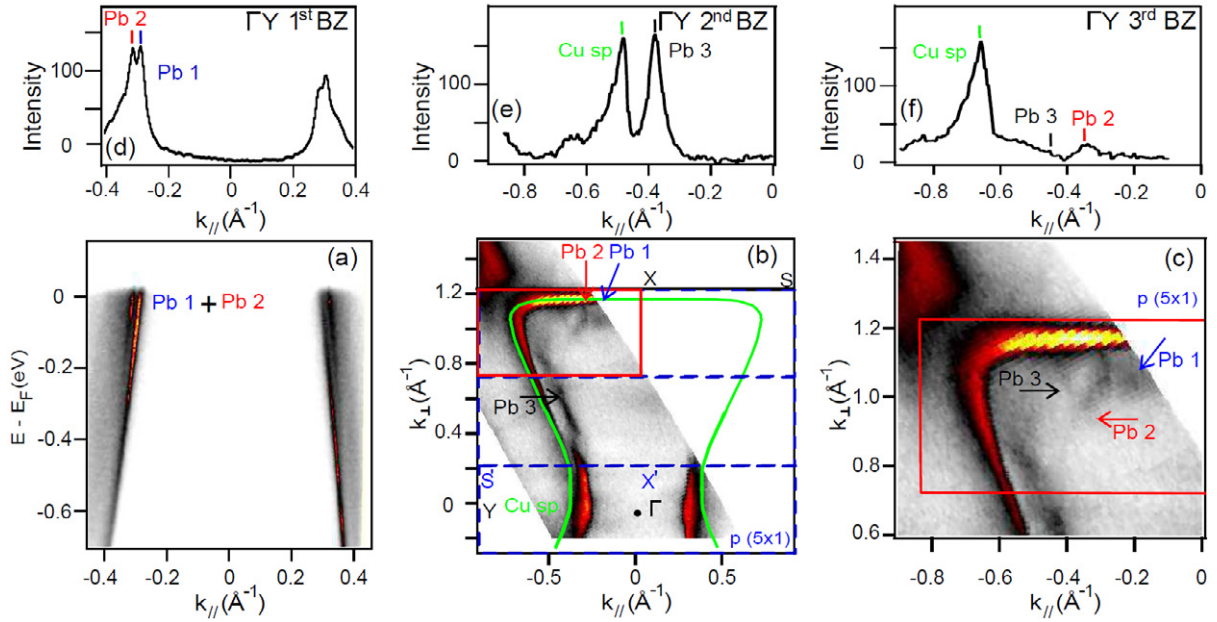 ΓY 1st BZ
Pb 2
Pb 1
Intensity
100
0
(d)
-0.4 -0.2 0 0.2 0.4
k//(Å-1)
ΓY 2nd BZ
Cu sp
Pb 3
Intensity
100
0
(e)
-0.8 -0.6 -0.4 -0.2 0
k//(Å-1)
ΓY 3rd BZ
Cu sp
Pb 3
Pb 2
Intensity
100
0
(f)
-0.8 -0.6 -0.4 -0.2 0
k//(Å-1)
(a)
Pb 1 + Pb 2
E - EF(eV)
0
-0.2
-0.4
-0.6
-0.4 -0.2 0 0.2 0.4
k//(Å-1)
(b)
Pb 2
Pb 1
X
S
1.2
0.8
0.4
0
k⊥(Å-1)
Pb 3
S'
X'
Y
Cu sp
Γ
p (5x1)
-0.5 0 0.5
k//(Å-1)
(c)
p (5x1)
1.4
1.2
1.0
0.8
0.6
k⊥(Å-1)
Pb 1
Pb 3
Pb 2
-0.8 -0.6 -0.4 -0.2 0
k//(Å-1)